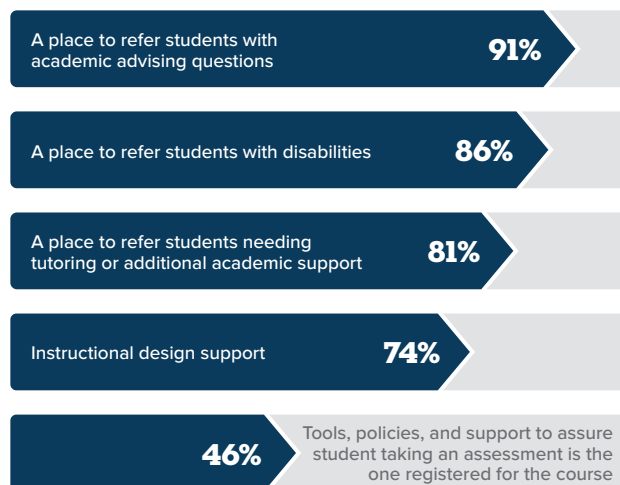 A place to refer students with
academic advising questions
91%
A place to refer students with disabilities
86%
A place to refer students needing
tutoring or additional academic support
81%
Instructional design support
74%
46%
Tools, policies, and support to assure
student taking an assessment is the
one registered for the course